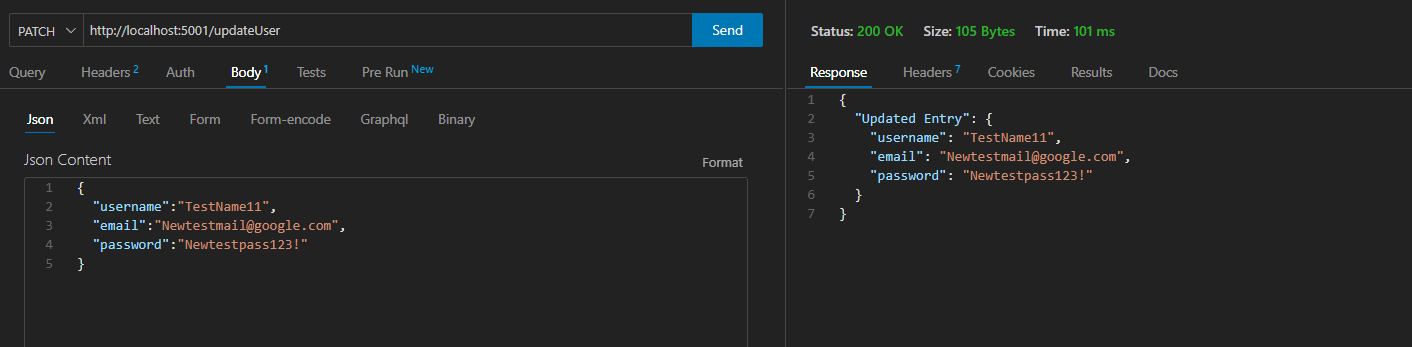 PATCH http://localhost:5001/updateUser Send
Query Headers 2 Auth Body 1 Tests Pre Run New
Json Xml Text Form Form-encode Graphql Binary
Json Content Format
1 {
2 "username":"TestName11",
3 "email":"Newtestmail@google.com",
4 "password":"Newtestpass123!"
5 }
Status: 200 OK Size: 105 Bytes Time: 101 ms
Response Headers 7 Cookies Results Docs
1 {
2 "Updated Entry": {
3 "username": "TestName11",
4 "email": "Newtestmail@google.com",
5 "password": "Newtestpass123!"
6 }
7 }